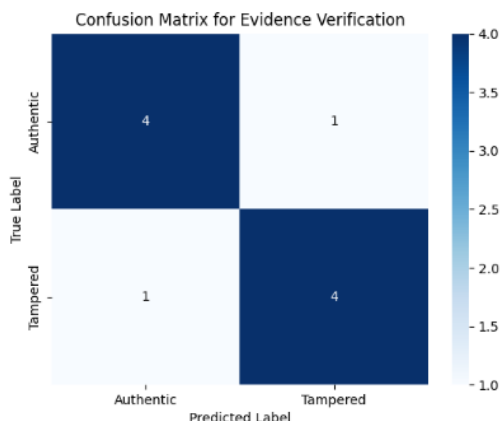 Confusion Matrix for Evidence Verification
4.0
Authentic
4
1
3.5
3.0
True Label
2.5
Tampered
1
4
2.0
1.5
1.0
Authentic
Tampered
Predicted Label